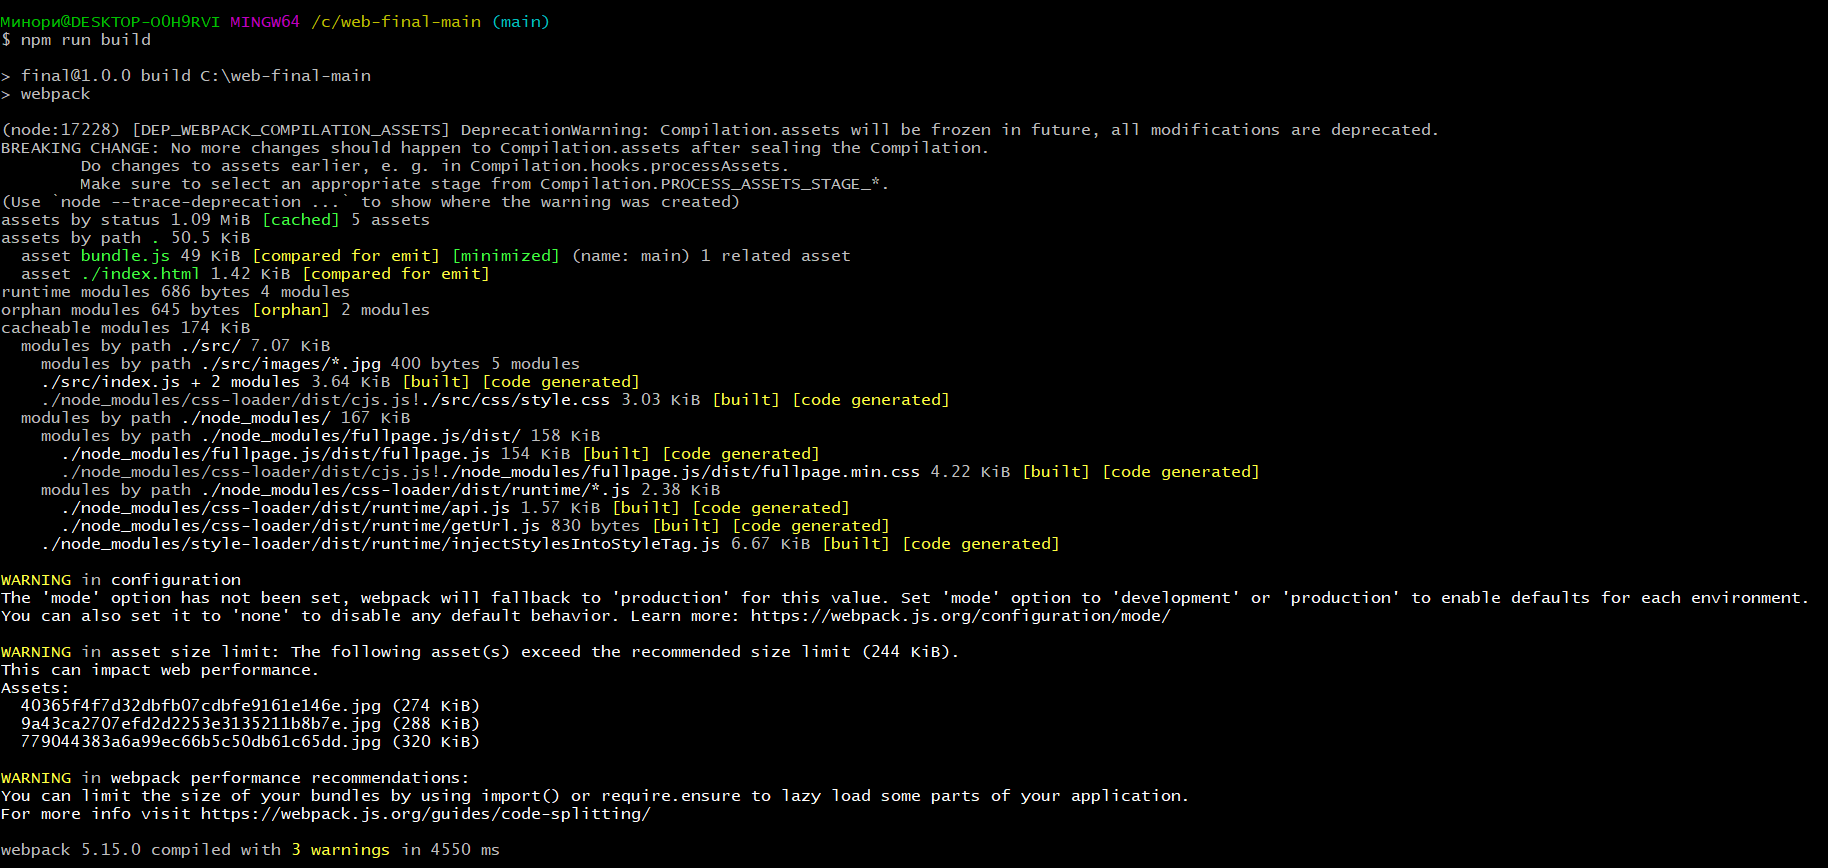 Минори@DESKTOP-O0H9RVI MINGW64 /c/web-final-main (main)
$ npm run build

> final@1.0.0 build C:\web-final-main
> webpack

(node:17228) [DEP_WEBPACK_COMPILATION_ASSETS] DeprecationWarning: Compilation.assets will be frozen in future, all modifications are deprecated.
BREAKING CHANGE: No more changes should happen to Compilation.assets after sealing the Compilation.
        Do changes to assets earlier, e. g. in Compilation.hooks.processAssets.
        Make sure to select an appropriate stage from Compilation.PROCESS_ASSETS_STAGE_*.
(Use `node --trace-deprecation ...` to show where the warning was created)
assets by status 1.09 MiB [cached] 5 assets
assets by path . 50.5 KiB
  asset bundle.js 49 KiB [compared for emit] [minimized] (name: main) 1 related asset
  asset ./index.html 1.42 KiB [compared for emit]
runtime modules 686 bytes 4 modules
orphan modules 645 bytes [orphan] 2 modules
cacheable modules 174 KiB
  modules by path ./src/ 7.07 KiB
    modules by path ./src/images/*.jpg 400 bytes 5 modules
    ./src/index.js + 2 modules 3.64 KiB [built] [code generated]
    ./node_modules/css-loader/dist/cjs.js!./src/css/style.css 3.03 KiB [built] [code generated]
  modules by path ./node_modules/ 167 KiB
    modules by path ./node_modules/fullpage.js/dist/ 158 KiB
      ./node_modules/fullpage.js/dist/fullpage.js 154 KiB [built] [code generated]
      ./node_modules/css-loader/dist/cjs.js!./node_modules/fullpage.js/dist/fullpage.min.css 4.22 KiB [built] [code generated]
    modules by path ./node_modules/css-loader/dist/runtime/*.js 2.38 KiB
      ./node_modules/css-loader/dist/runtime/api.js 1.57 KiB [built] [code generated]
      ./node_modules/css-loader/dist/runtime/getUrl.js 830 bytes [built] [code generated]
    ./node_modules/style-loader/dist/runtime/injectStylesIntoStyleTag.js 6.67 KiB [built] [code generated]

WARNING in configuration
The 'mode' option has not been set, webpack will fallback to 'production' for this value. Set 'mode' option to 'development' or 'production' to enable defaults for each environment.
You can also set it to 'none' to disable any default behavior. Learn more: https://webpack.js.org/configuration/mode/

WARNING in asset size limit: The following asset(s) exceed the recommended size limit (244 KiB).
This can impact web performance.
Assets:
  40365f4f7d32dbfb07cdbfe9161e146e.jpg (274 KiB)
  9a43ca2707efd2d2253e3135211b8b7e.jpg (288 KiB)
  779044383a6a99ec66b5c50db61c65dd.jpg (320 KiB)

WARNING in webpack performance recommendations:
You can limit the size of your bundles by using import() or require.ensure to lazy load some parts of your application.
For more info visit https://webpack.js.org/guides/code-splitting/

webpack 5.15.0 compiled with 3 warnings in 4550 ms